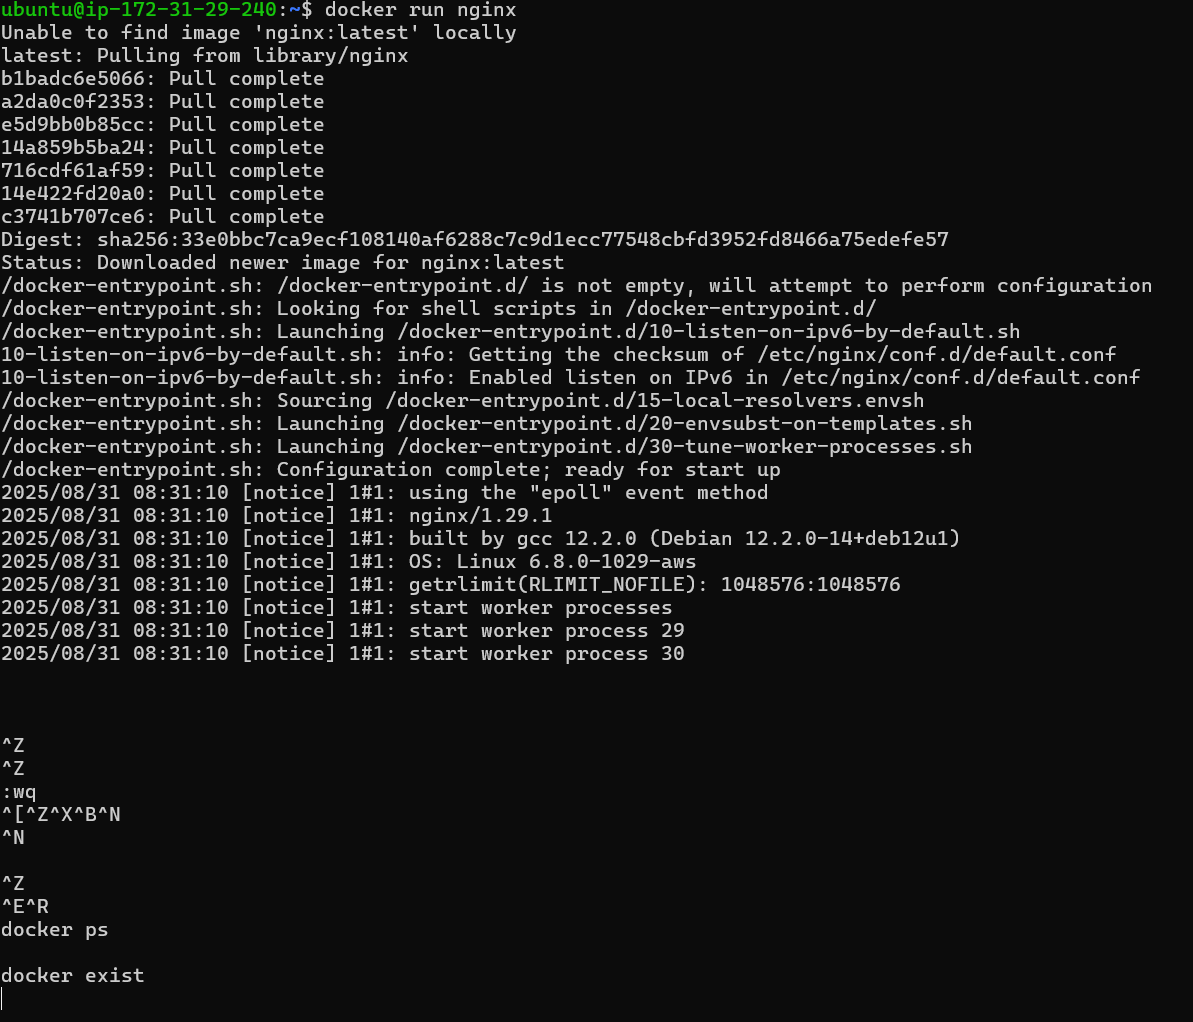 ubuntu@ip-172-31-29-240:~$ docker run nginx
Unable to find image 'nginx:latest' locally
latest: Pulling from library/nginx
b1badc6e5066: Pull complete
a2da0c0f2353: Pull complete
e5d9bb0b85cc: Pull complete
14a859b5ba24: Pull complete
716cdf61af59: Pull complete
14e422fd20a0: Pull complete
c3741b707ce6: Pull complete
Digest: sha256:33e0bbc7ca9ecf108140af6288c7c9d1ecc77548cbfd3952fd8466a75edefe57
Status: Downloaded newer image for nginx:latest
/docker-entrypoint.sh: /docker-entrypoint.d/ is not empty, will attempt to perform configuration
/docker-entrypoint.sh: Looking for shell scripts in /docker-entrypoint.d/
/docker-entrypoint.sh: Launching /docker-entrypoint.d/10-listen-on-ipv6-by-default.sh
10-listen-on-ipv6-by-default.sh: info: Getting the checksum of /etc/nginx/conf.d/default.conf
10-listen-on-ipv6-by-default.sh: info: Enabled listen on IPv6 in /etc/nginx/conf.d/default.conf
/docker-entrypoint.sh: Sourcing /docker-entrypoint.d/15-local-resolvers.envsh
/docker-entrypoint.sh: Launching /docker-entrypoint.d/20-envsubst-on-templates.sh
/docker-entrypoint.sh: Launching /docker-entrypoint.d/30-tune-worker-processes.sh
/docker-entrypoint.sh: Configuration complete; ready for start up
2025/08/31 08:31:10 [notice] 1#1: using the "epoll" event method
2025/08/31 08:31:10 [notice] 1#1: nginx/1.29.1
2025/08/31 08:31:10 [notice] 1#1: built by gcc 12.2.0 (Debian 12.2.0-14+deb12u1)
2025/08/31 08:31:10 [notice] 1#1: OS: Linux 6.8.0-1029-aws
2025/08/31 08:31:10 [notice] 1#1: getrlimit(RLIMIT_NOFILE): 1048576:1048576
2025/08/31 08:31:10 [notice] 1#1: start worker processes
2025/08/31 08:31:10 [notice] 1#1: start worker process 29
2025/08/31 08:31:10 [notice] 1#1: start worker process 30
^Z
^Z
:wq
^[^Z^X^B^N
^N
^Z
^E^R
docker ps
docker exist